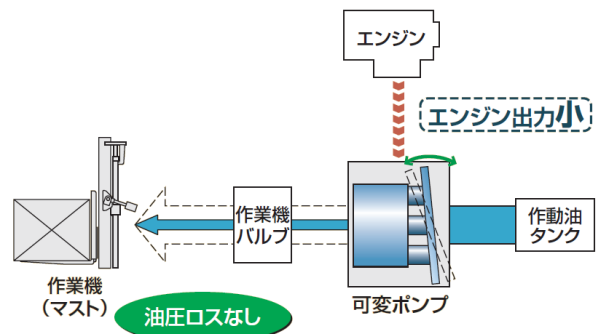 エンジン
エンジン出力小
作業機
バルブ
作動油
タンク
作業機
（マスト）
油圧ロスなし
可変ポンプ